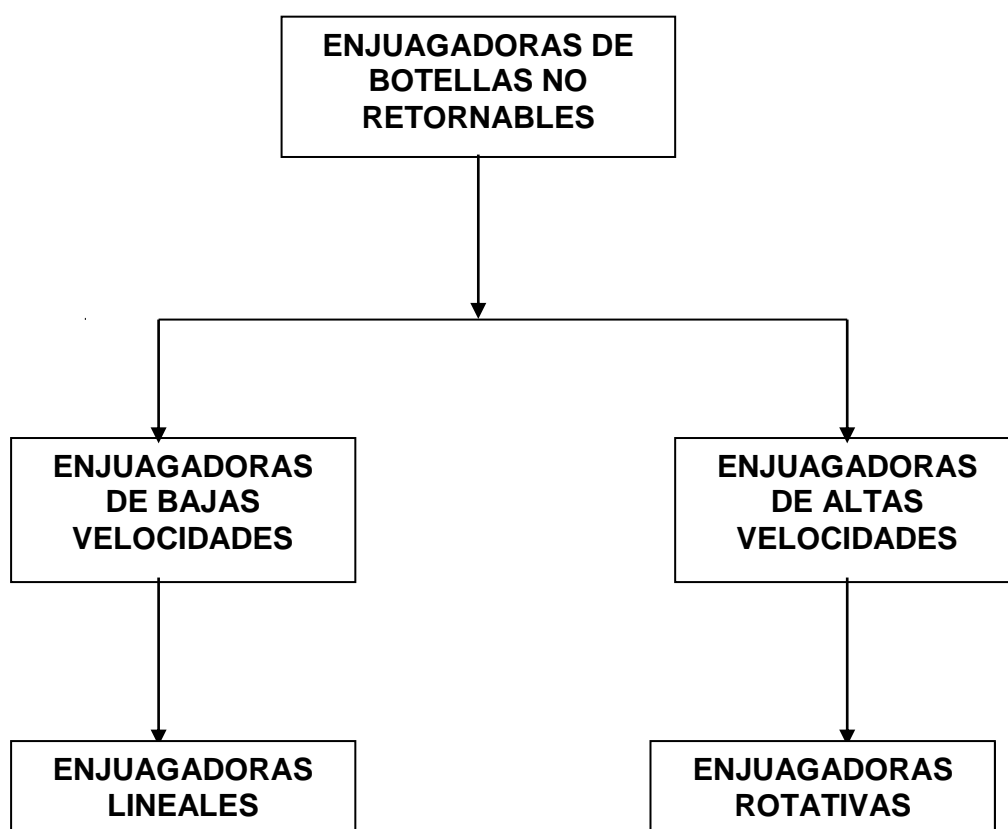 ENJUAGADORAS DE
BOTELLAS NO
RETORNABLES
ENJUAGADORAS
DE BAJAS
VELOCIDADES
ENJUAGADORAS
DE ALTAS
VELOCIDADES
ENJUAGADORAS
LINEALES
ENJUAGADORAS
ROTATIVAS